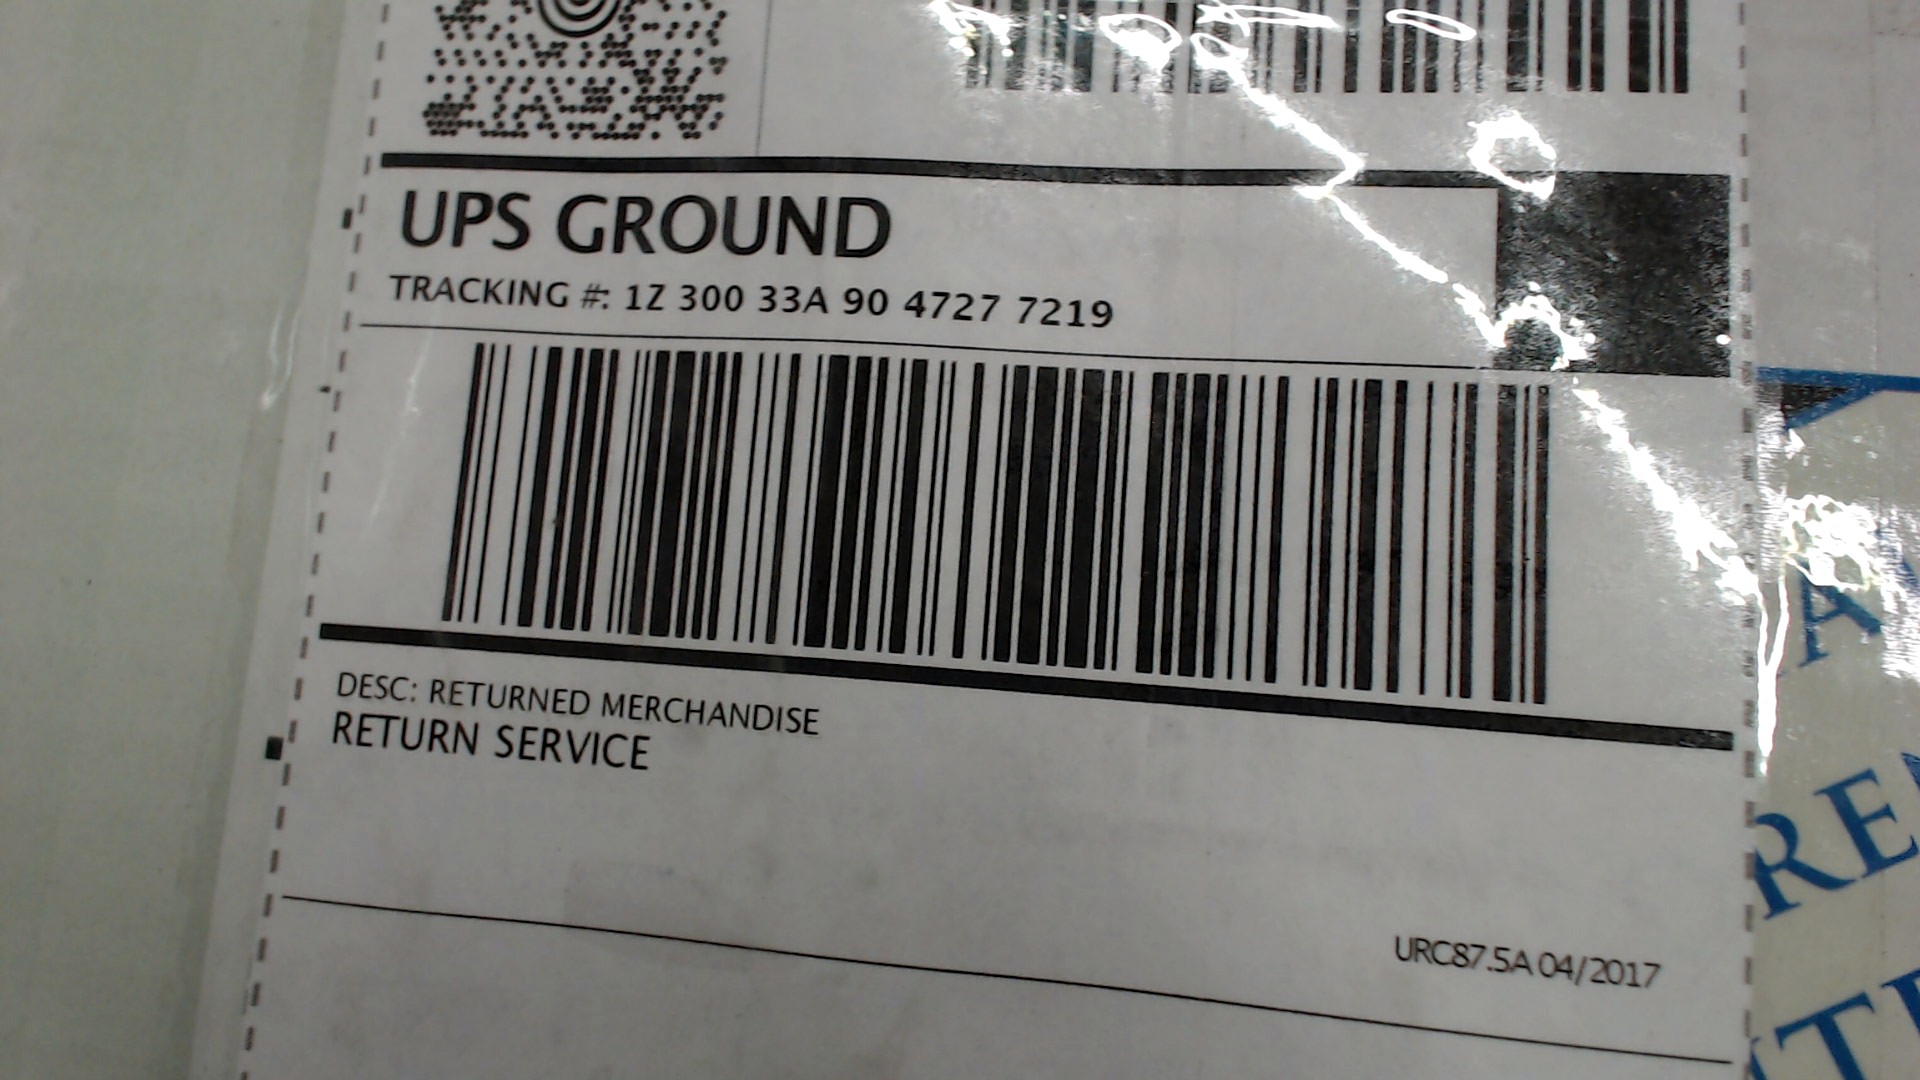 UPS GROUND
TRACKING #: 1Z 300 33A 90 4727 7219
DESC: RETURNED MERCHANDISE
RETURN SERVICE
URC87.5A 04/2017